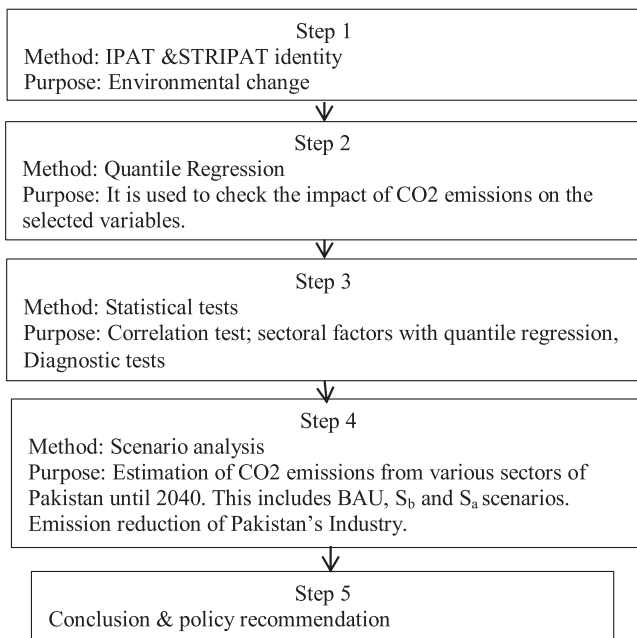 Step 1
Method: IPAT &STRIPAT identity
Purpose: Environmental change
Step 2
Method: Quantile Regression
Purpose: It is used to check the impact of CO2 emissions on the
selected variables.
Step 3
Method: Statistical tests
Purpose: Correlation test; sectoral factors with quantile regression,
Diagnostic tests
Step 4
Method: Scenario analysis
Purpose: Estimation of CO2 emissions from various sectors of
Pakistan until 2040. This includes BAU, Sb and Sa scenarios.
Emission reduction of Pakistan’s Industry.
Step 5
Conclusion & policy recommendation